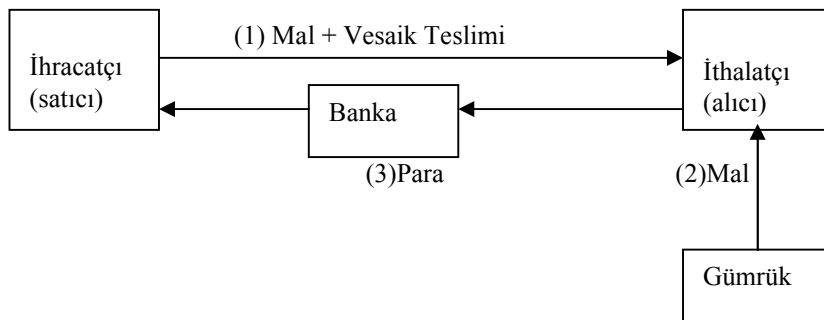 (1) Mal + Vesaik Teslimi
İhracatçı
(satıcı)
İthalatçı
(alıcı)
Banka
(3)Para
(2)Mal
Gümrük